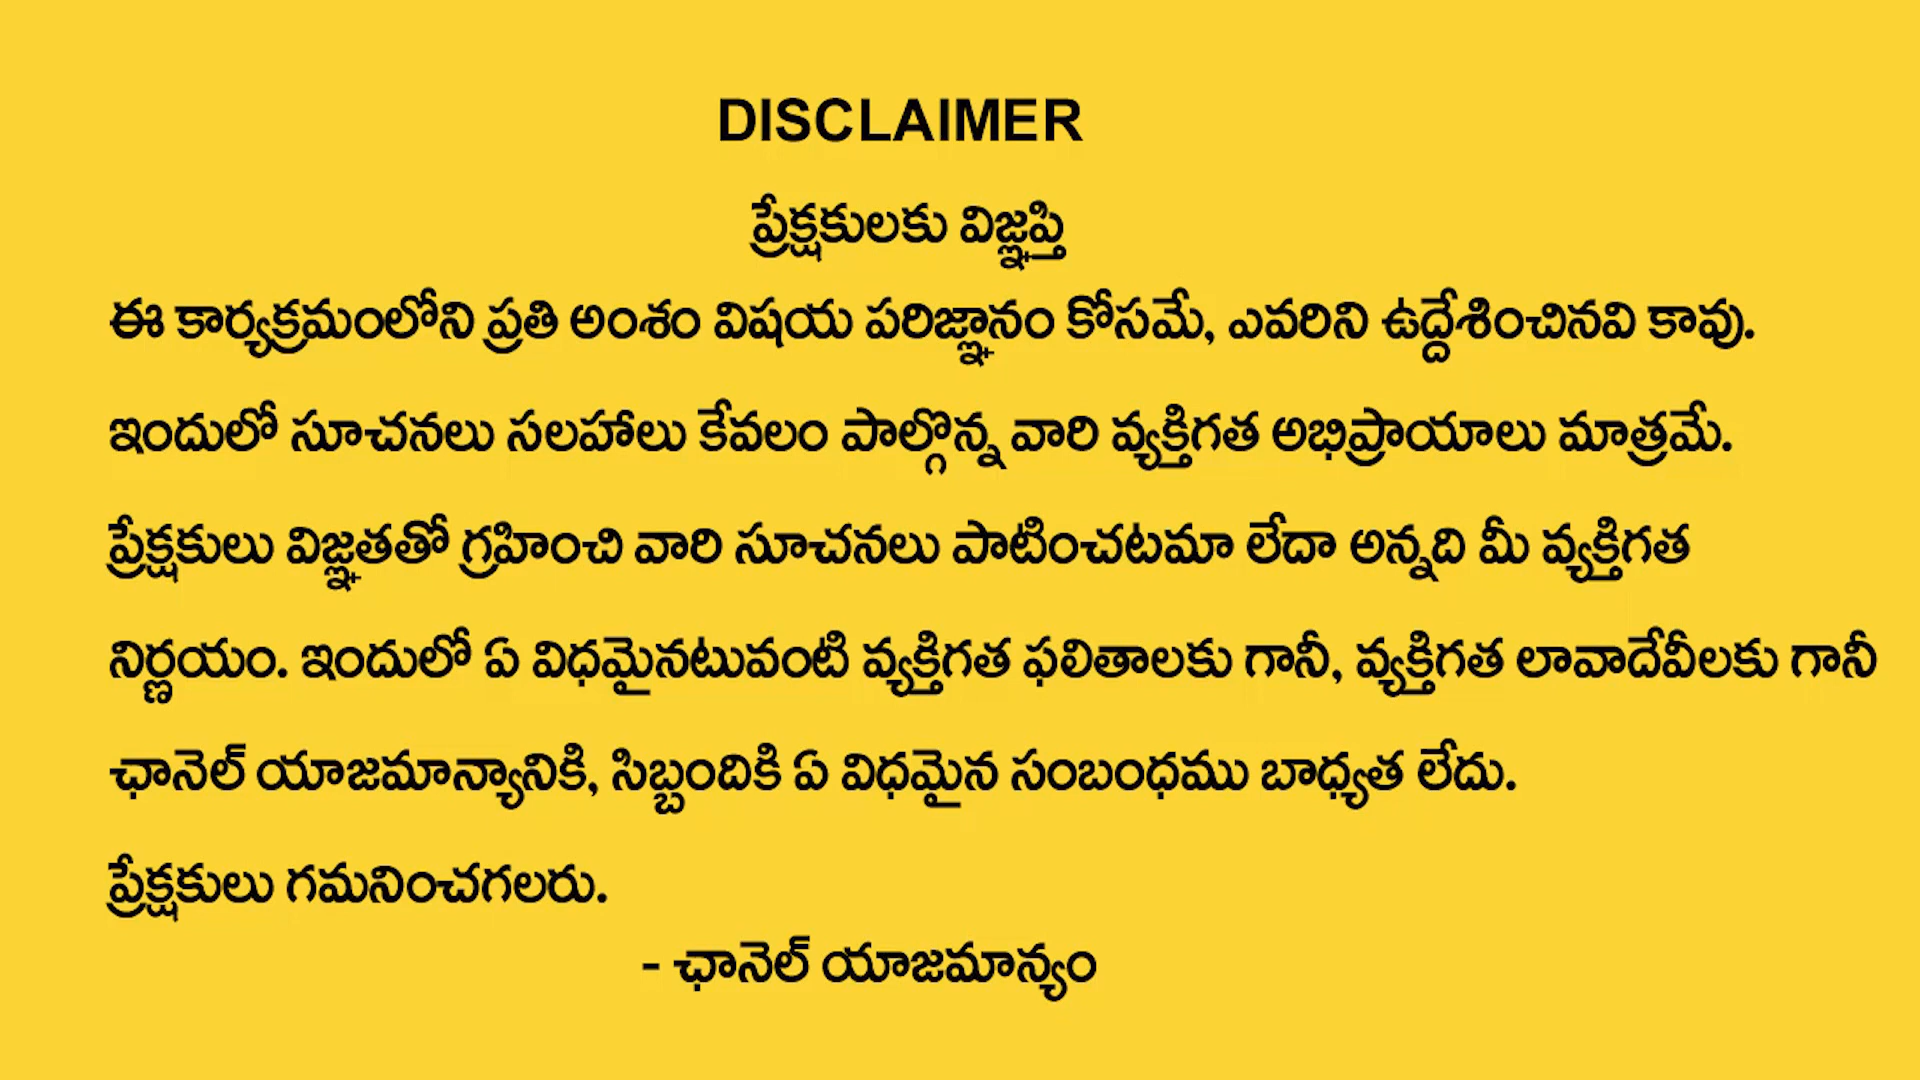 DISCLAIMER
ప్రేక్షకులకు విజ్ఞప్తి
ఈ కార్యక్రమంలోని ప్రతి అంశం విషయ పరిజ్ఞానం కోసమే, ఎవరిని ఉద్దేశించినవి కావు.
ఇందులో సూచనలు సలహాలు కేవలం పాల్గొన్న వారి వ్యక్తిగత అభిప్రాయాలు మాత్రమే.
ప్రేక్షకులు విజ్ఞతతో గ్రహించి వారి సూచనలు పాటించటమా లేదా అన్నది మీ వ్యక్తిగత
నిర్ణయం. ఇందులో ఏ విధమైనటువంటి వ్యక్తిగత ఫలితాలకు గానీ, వ్యక్తిగత లావాదేవీలకు గానీ
ఛానెల్ యాజమాన్యానికి, సిబ్బందికి ఏ విధమైన సంబంధము బాధ్యత లేదు.
ప్రేక్షకులు గమనించగలరు.
- ఛానెల్ యాజమాన్యం